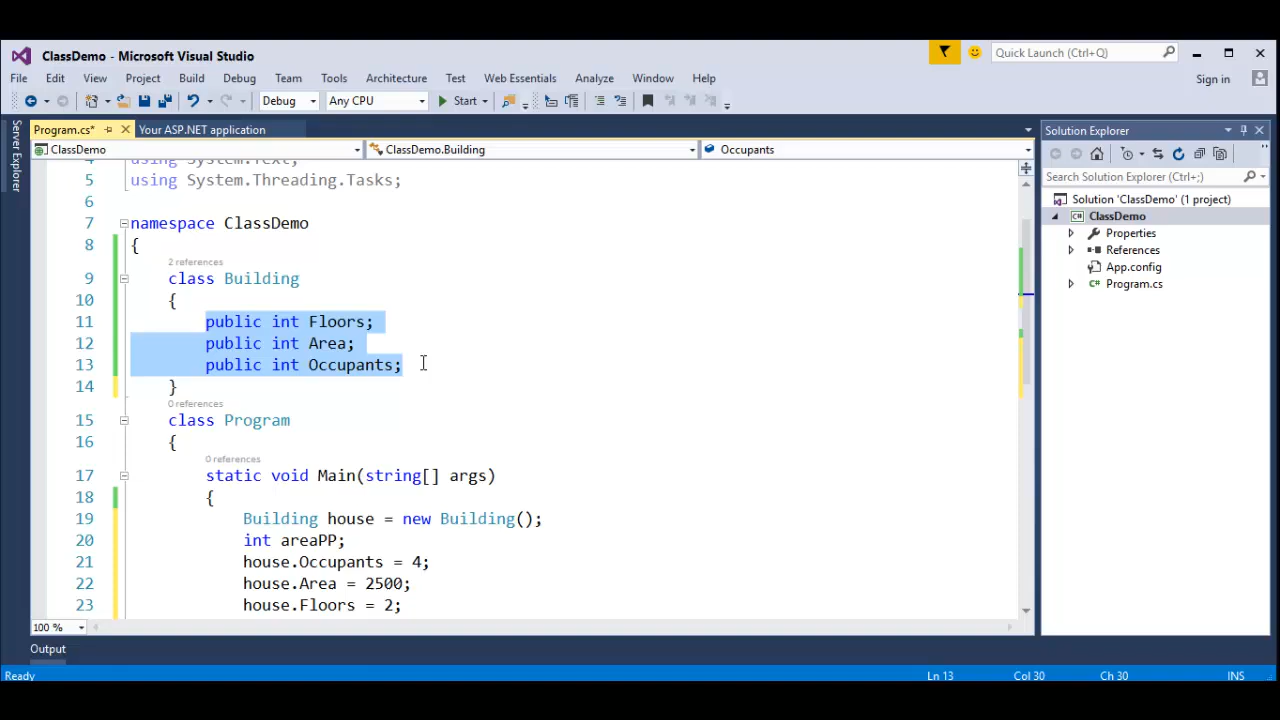 ClassDemo - Microsoft Visual Studio
Quick Launch (Ctrl+Q)
File Edit View Project Build Debug Team Tools Architecture Test Web Essentials Analyze Window Help
Sign in
Debug Any CPU Start
Server Explorer
Program.cs* Your ASP.NET application
ClassDemo ClassDemo.Building Occupants
4 using System.Text;
5 using System.Threading.Tasks;
6
7 namespace ClassDemo
8 {
2 references
9 class Building
10 {
11 public int Floors;
12 public int Area;
13 public int Occupants;
14 }
0 references
15 class Program
16 {
0 references
17 static void Main(string[] args)
18 {
19 Building house = new Building();
20 int areaPP;
21 house.Occupants = 4;
22 house.Area = 2500;
23 house.Floors = 2;
100 %
Solution Explorer
Search Solution Explorer (Ctrl+;)
Solution 'ClassDemo' (1 project)
C# ClassDemo
Properties
References
App.config
C# Program.cs
Output
Ready Ln 13 Col 30 Ch 30 INS